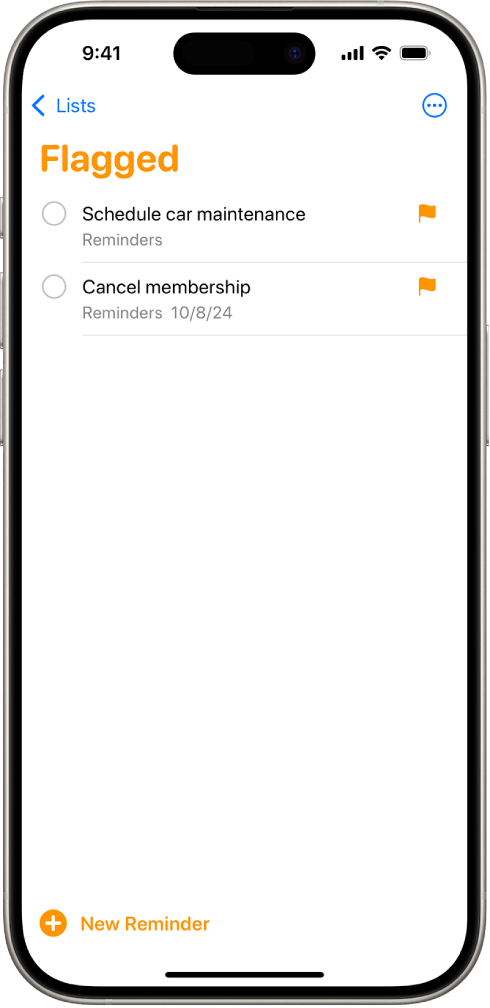 9:41
Lists
Flagged
Schedule car maintenance
Reminders
Cancel membership
Reminders 10/8/24
New Reminder